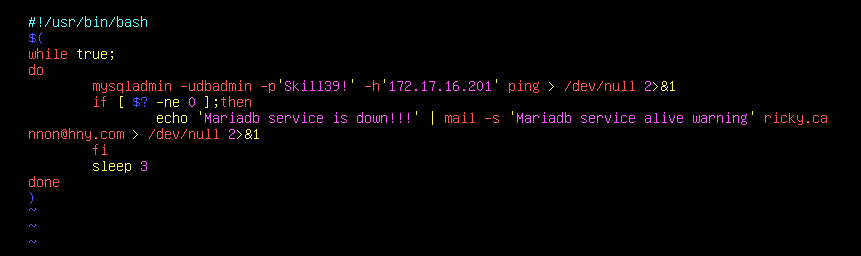 #!/usr/bin/bash
$(
while true;
do
        mysqladmin -udbadmin -p'Skill39!' -h'172.17.16.201' ping > /dev/null 2>&1
        if [ $? -ne 0 ];then
                echo 'Mariadb service is down!!!' | mail -s 'Mariadb service alive warning' ricky.ca
nnon@hny.com > /dev/null 2>&1
        fi
        sleep 3
done
)
~
~
~